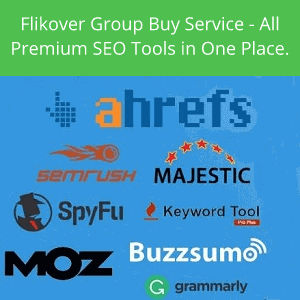 Flikover Group Buy Service - All
Premium SEO Tools in One Place.
ahrefs
SEMRUSH
MAJESTIC
SpyFu
Keyword Tool
Pro Plus
MOZ
Buzzsumo
grammarly